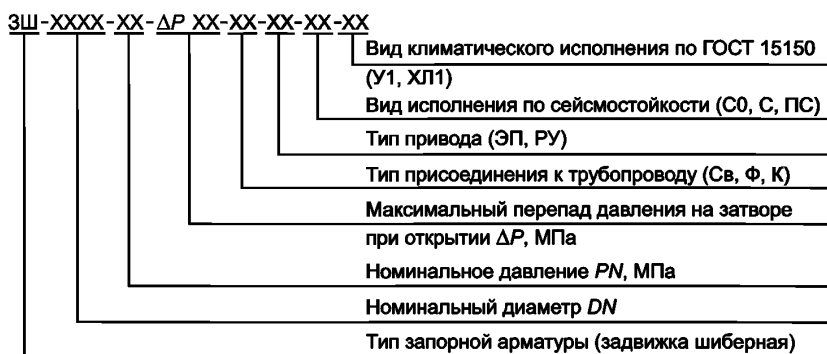 ЗШ-XXXX-XX-ΔP XX-XX-XX-XX-XX
Вид климатического исполнения по ГОСТ 15150
(У1, ХЛ1)
Вид исполнения по сейсмостойкости (С0, С, ПС)
Тип привода (ЭП, РУ)
Тип присоединения к трубопроводу (Св, Ф, К)
Максимальный перепад давления на затворе
при открытии ΔP, МПа
Номинальное давление PN, МПа
Номинальный диаметр DN
Тип запорной арматуры (задвижка шиберная)